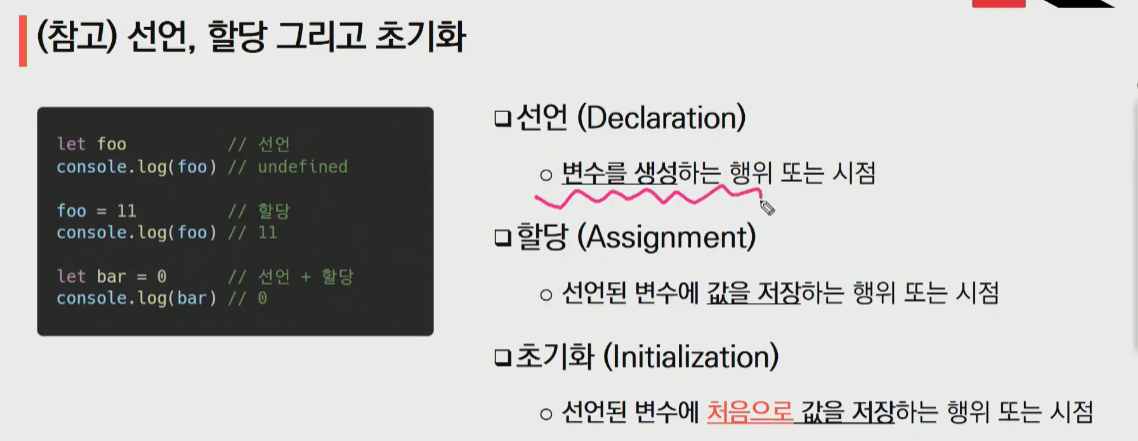 (참고) 선언, 할당 그리고 초기화
let foo // 선언
console.log(foo) // undefined
foo = 11 // 할당
console.log(foo) // 11
let bar = 0 // 선언 + 할당
console.log(bar) // 0
❑선언 (Declaration)
○ 변수를 생성하는 행위 또는 시점
❑할당 (Assignment)
○ 선언된 변수에 값을 저장하는 행위 또는 시점
❑초기화 (Initialization)
○ 선언된 변수에 처음으로 값을 저장하는 행위 또는 시점